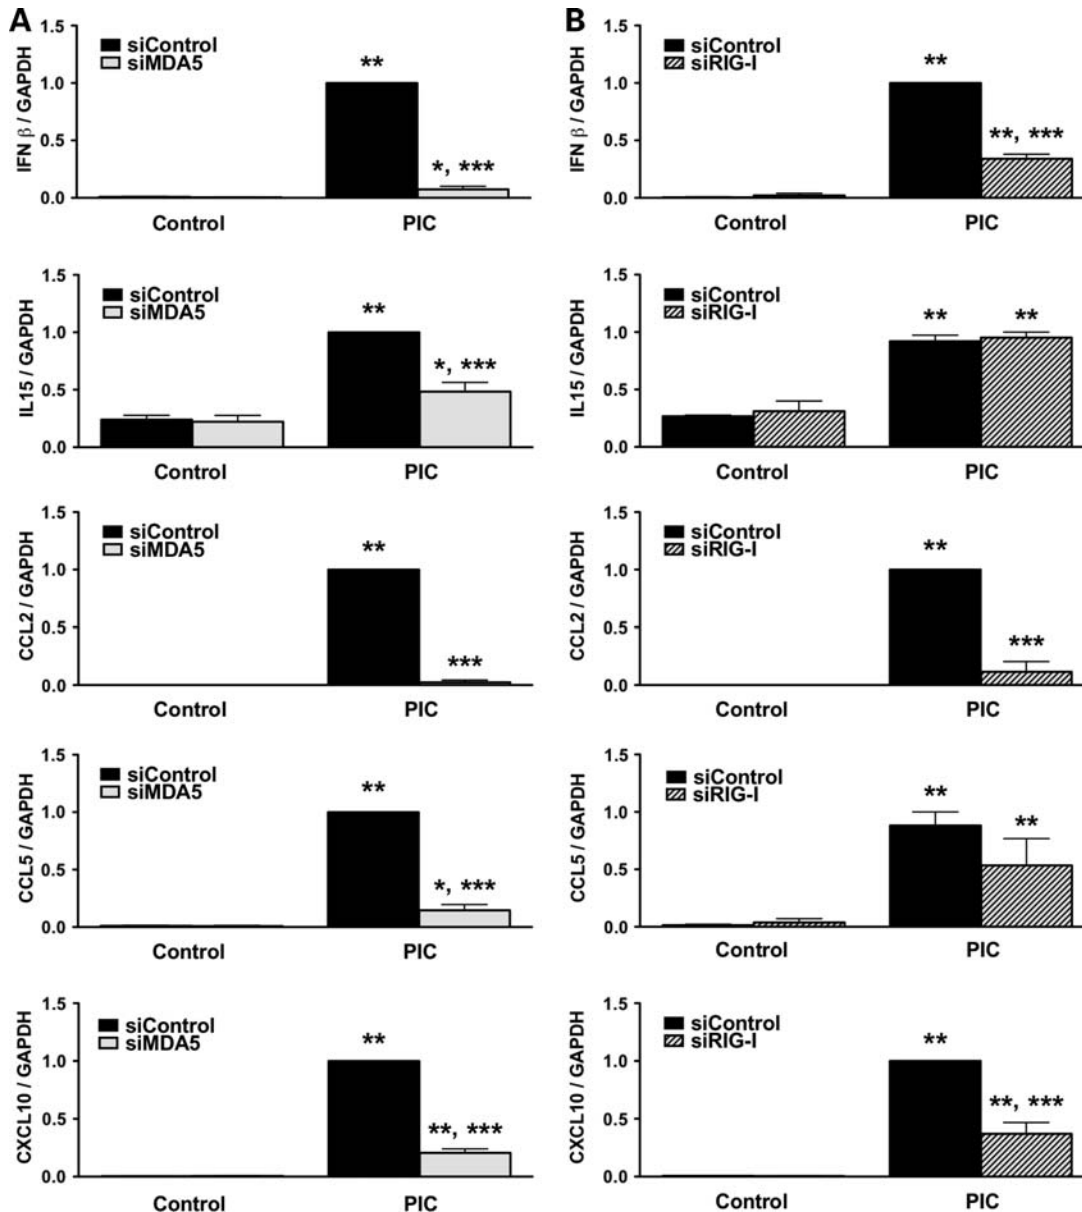 A
IFN β / GAPDH
1.5
1.0
0.5
0.0
siControl
siMDA5
**
*, ***
Control
PIC
IL15 / GAPDH
1.5
1.0
0.5
0.0
siControl
siMDA5
**
*, ***
Control
PIC
CCL2 / GAPDH
1.5
1.0
0.5
0.0
siControl
siMDA5
**
***
Control
PIC
CCL5 / GAPDH
1.5
1.0
0.5
0.0
siControl
siMDA5
**
*, ***
Control
PIC
CXCL10 / GAPDH
1.5
1.0
0.5
0.0
siControl
siMDA5
**
**, ***
Control
PIC
B
IFN β / GAPDH
1.5
1.0
0.5
0.0
siControl
siRIG-I
**
**, ***
Control
PIC
IL15 / GAPDH
1.5
1.0
0.5
0.0
siControl
siRIG-I
**
**
Control
PIC
CCL2 / GAPDH
1.5
1.0
0.5
0.0
siControl
siRIG-I
**
***
Control
PIC
CCL5 / GAPDH
1.5
1.0
0.5
0.0
siControl
siRIG-I
**
**
Control
PIC
CXCL10 / GAPDH
1.5
1.0
0.5
0.0
siControl
siRIG-I
**
**, ***
Control
PIC